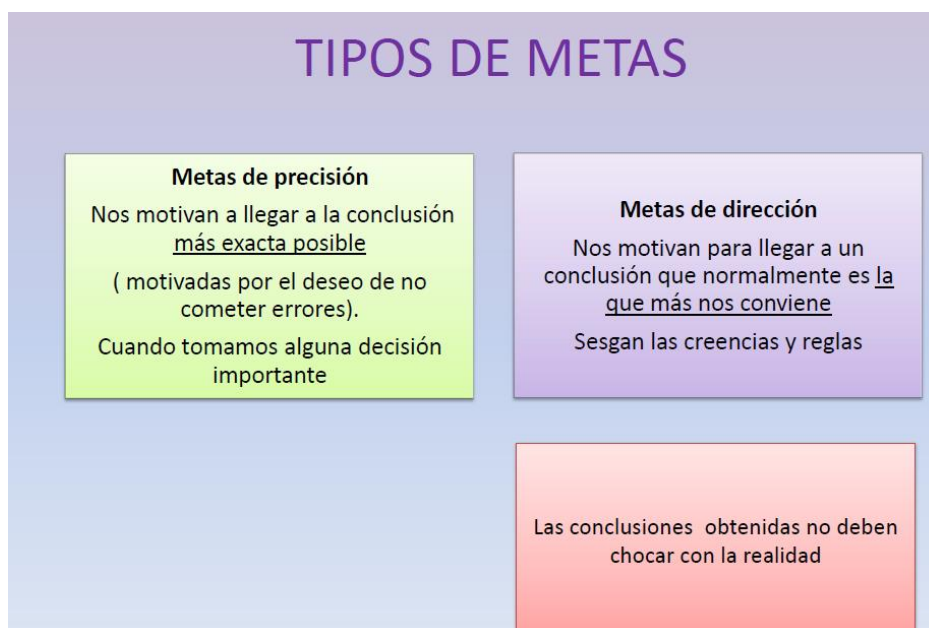 TIPOS DE METAS
Metas de precisión
Nos motivan a llegar a la conclusión
más exacta posible
( motivadas por el deseo de no
cometer errores).
Cuando tomamos alguna decisión
importante
Metas de dirección
Nos motivan para llegar a un
conclusión que normalmente es la
que más nos conviene
Sesgan las creencias y reglas
Las conclusiones obtenidas no deben
chocar con la realidad